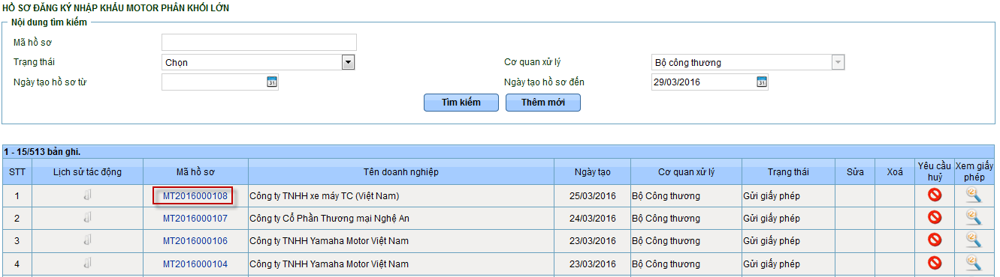 HỒ SƠ ĐĂNG KÝ NHẬP KHẨU MOTOR PHÂN KHỐI LỚN
Nội dung tìm kiếm
Mã hồ sơ
Trạng thái Chọn Cơ quan xử lý Bộ công thương
Ngày tạo hồ sơ từ 31 Ngày tạo hồ sơ đến 29/03/2016 31
Tìm kiếm Thêm mới
1 - 15/513 bản ghi.
STT Lịch sử tác động Mã hồ sơ Tên doanh nghiệp Ngày tạo Cơ quan xử lý Trạng thái Sửa Xoá Yêu cầu huỷ Xem giấy phép
1 MT2016000108 Công ty TNHH xe máy TC (Việt Nam) 25/03/2016 Bộ Công thương Gửi giấy phép
2 MT2016000107 Công ty Cổ Phần Thương mại Nghệ An 24/03/2016 Bộ Công thương Gửi giấy phép
3 MT2016000106 Công ty TNHH Yamaha Motor Việt Nam 23/03/2016 Bộ Công thương Gửi giấy phép
4 MT2016000104 Công ty TNHH Yamaha Motor Việt Nam 23/03/2016 Bộ Công thương Gửi giấy phép